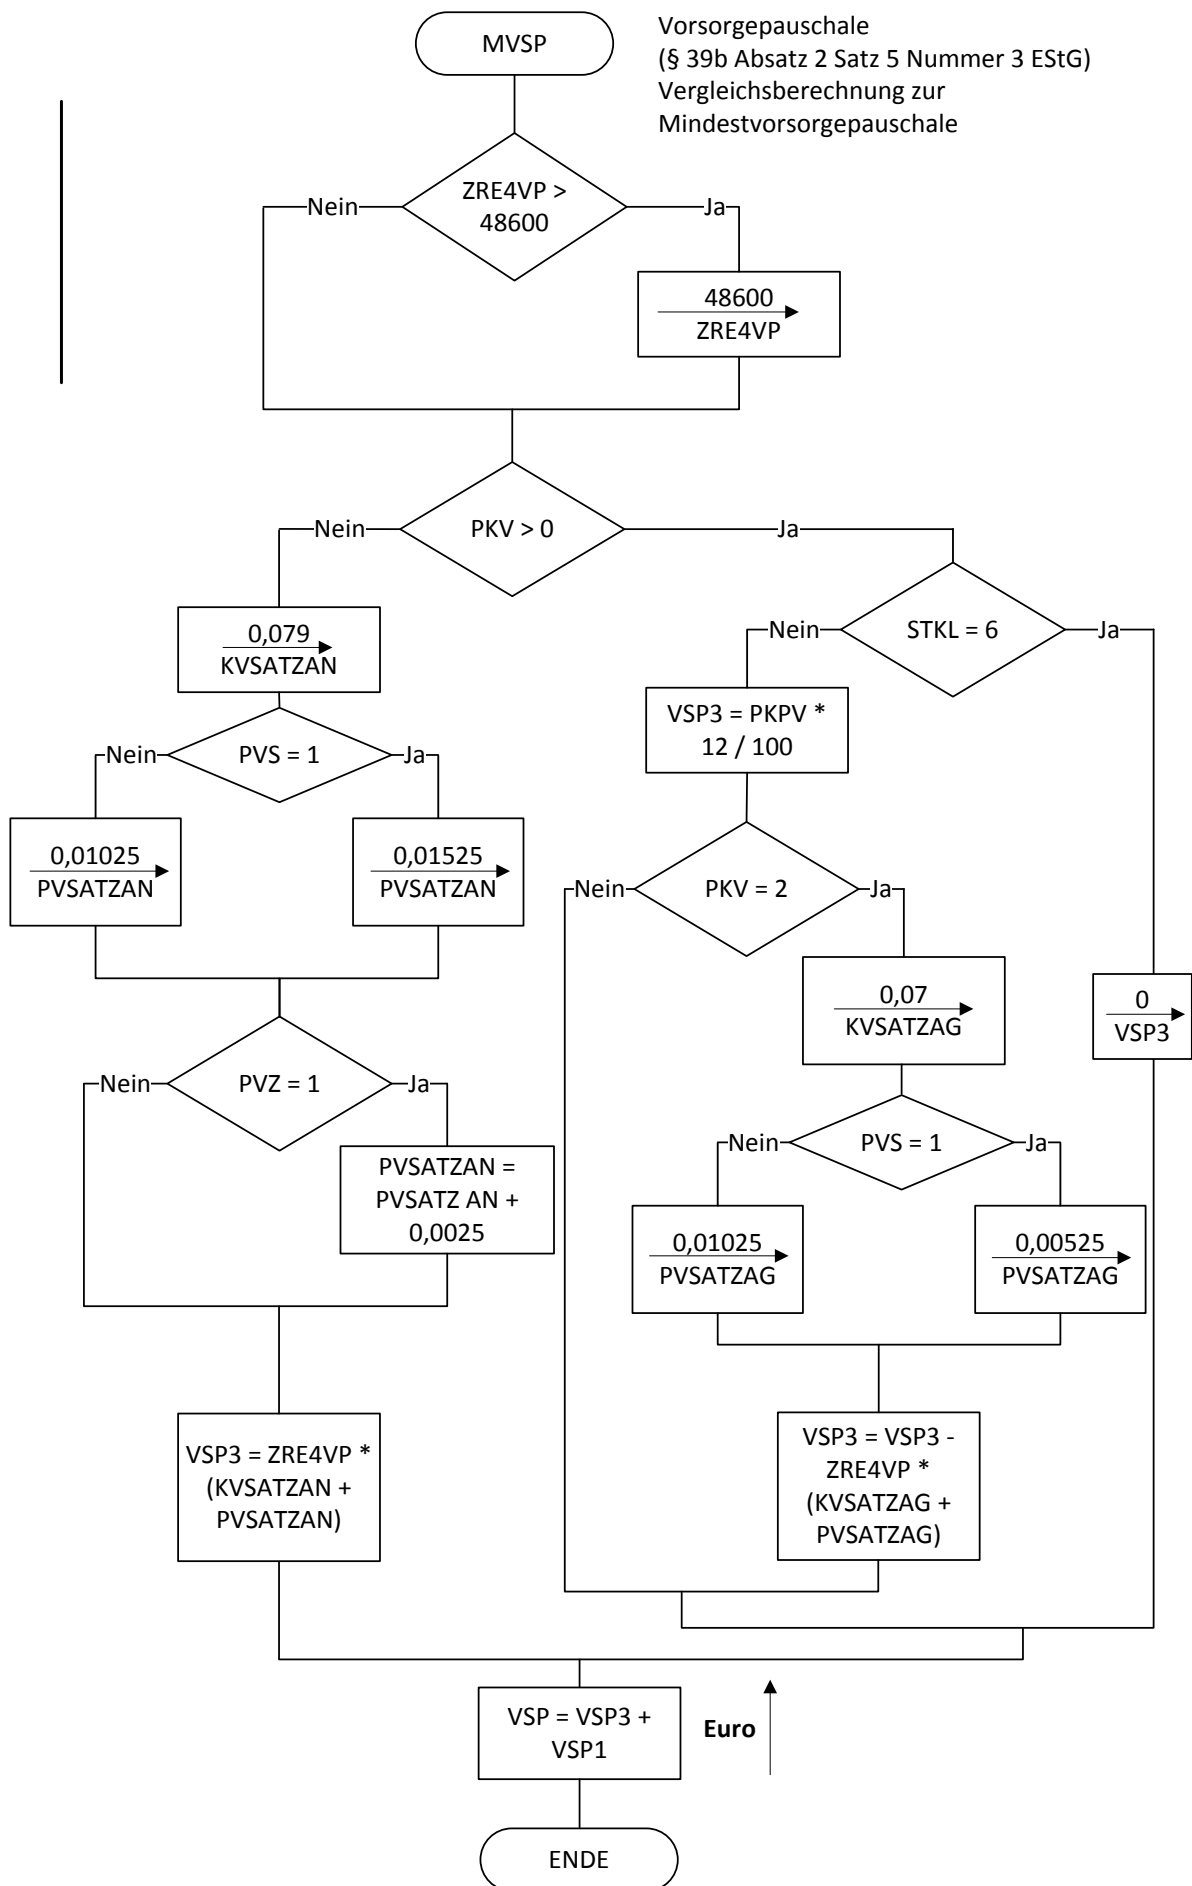 MVSP
Vorsorgepauschale
(§ 39b Absatz 2 Satz 5 Nummer 3 EStG)
Vergleichsberechnung zur
Mindestvorsorgepauschale
ZRE4VP >
48600
Nein
Ja
48600
ZRE4VP
PKV > 0
Nein
Ja
0,079
KVSATZAN
STKL = 6
Nein
Ja
VSP3 = PKPV *
12 / 100
PVS = 1
Nein
Ja
0,01025
PVSATZAN
0,01525
PVSATZAN
PKV = 2
Nein
Ja
0,07
KVSATZAG
0
VSP3
PVZ = 1
Nein
Ja
PVSATZAN =
PVSATZ AN +
0,0025
PVS = 1
Nein
Ja
0,01025
PVSATZAG
0,00525
PVSATZAG
VSP3 = ZRE4VP *
(KVSATZAN +
PVSATZAN)
VSP3 = VSP3 -
ZRE4VP *
(KVSATZAG +
PVSATZAG)
VSP = VSP3 +
VSP1
Euro
ENDE